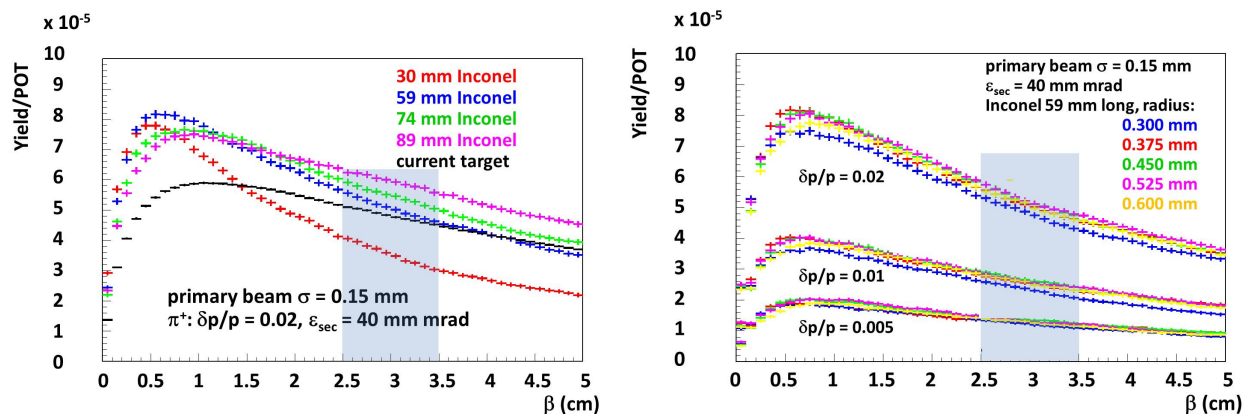 x 10⁻⁵
Yield/POT
10
9
8
7
6
5
4
3
2
1
0
30 mm Inconel
59 mm Inconel
74 mm Inconel
89 mm Inconel
current target
primary beam σ = 0.15 mm
π⁺: δp/p = 0.02, εsec = 40 mm mrad
0 0.5 1 1.5 2 2.5 3 3.5 4 4.5 5
β (cm)
x 10⁻⁵
Yield/POT
10
9
8
7
6
5
4
3
2
1
0
primary beam σ = 0.15 mm
εsec = 40 mm mrad
Inconel 59 mm long, radius:
0.300 mm
0.375 mm
0.450 mm
0.525 mm
0.600 mm
δp/p = 0.02
δp/p = 0.01
δp/p = 0.005
0 0.5 1 1.5 2 2.5 3 3.5 4 4.5 5
β (cm)